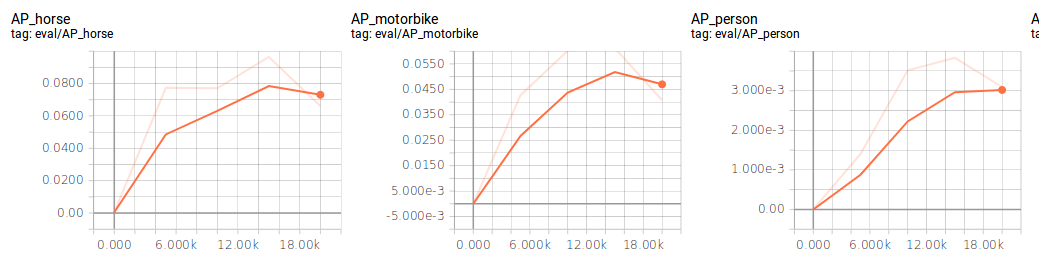 AP_horse
tag: eval/AP_horse
0.0800
0.0600
0.0400
0.0200
0.00
0.000 6.000k 12.00k 18.00k
AP_motorbike
tag: eval/AP_motorbike
0.0550
0.0450
0.0350
0.0250
0.0150
5.000e-3
-5.000e-3
0.000 6.000k 12.00k 18.00k
AP_person
tag: eval/AP_person
3.000e-3
2.000e-3
1.000e-3
0.00
0.000 6.000k 12.00k 18.00k